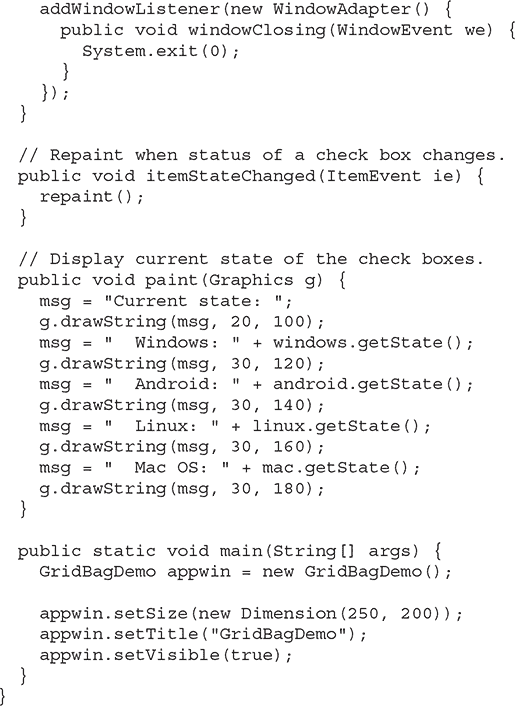 addWindowListener(new WindowAdapter() {
      public void windowClosing(WindowEvent we) {
        System.exit(0);
      }
    });
  }

  // Repaint when status of a check box changes.
  public void itemStateChanged(ItemEvent ie) {
    repaint();
  }

  // Display current state of the check boxes.
  public void paint(Graphics g) {
    msg = "Current state: ";
    g.drawString(msg, 20, 100);
    msg = "  Windows: " + windows.getState();
    g.drawString(msg, 30, 120);
    msg = "  Android: " + android.getState();
    g.drawString(msg, 30, 140);
    msg = "  Linux: " + linux.getState();
    g.drawString(msg, 30, 160);
    msg = "  Mac OS: " + mac.getState();
    g.drawString(msg, 30, 180);
  }

  public static void main(String[] args) {
    GridBagDemo appwin = new GridBagDemo();

    appwin.setSize(new Dimension(250, 200));
    appwin.setTitle("GridBagDemo");
    appwin.setVisible(true);
  }
}